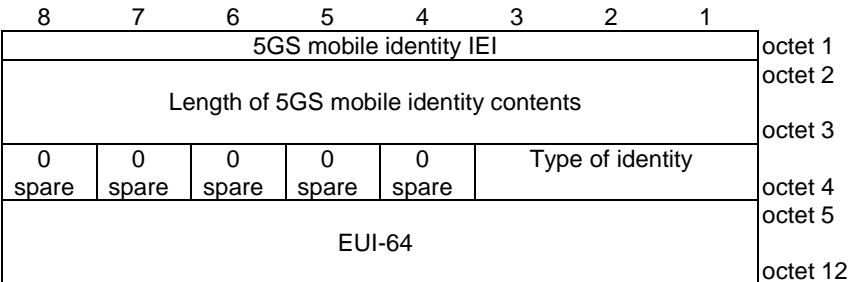 8 7 6 5 4 3 2 1
5GS mobile identity IEI octet 1
octet 2
Length of 5GS mobile identity contents
octet 3
0 0 0 0 0 Type of identity
spare spare spare spare spare octet 4
octet 5
EUI-64
octet 12